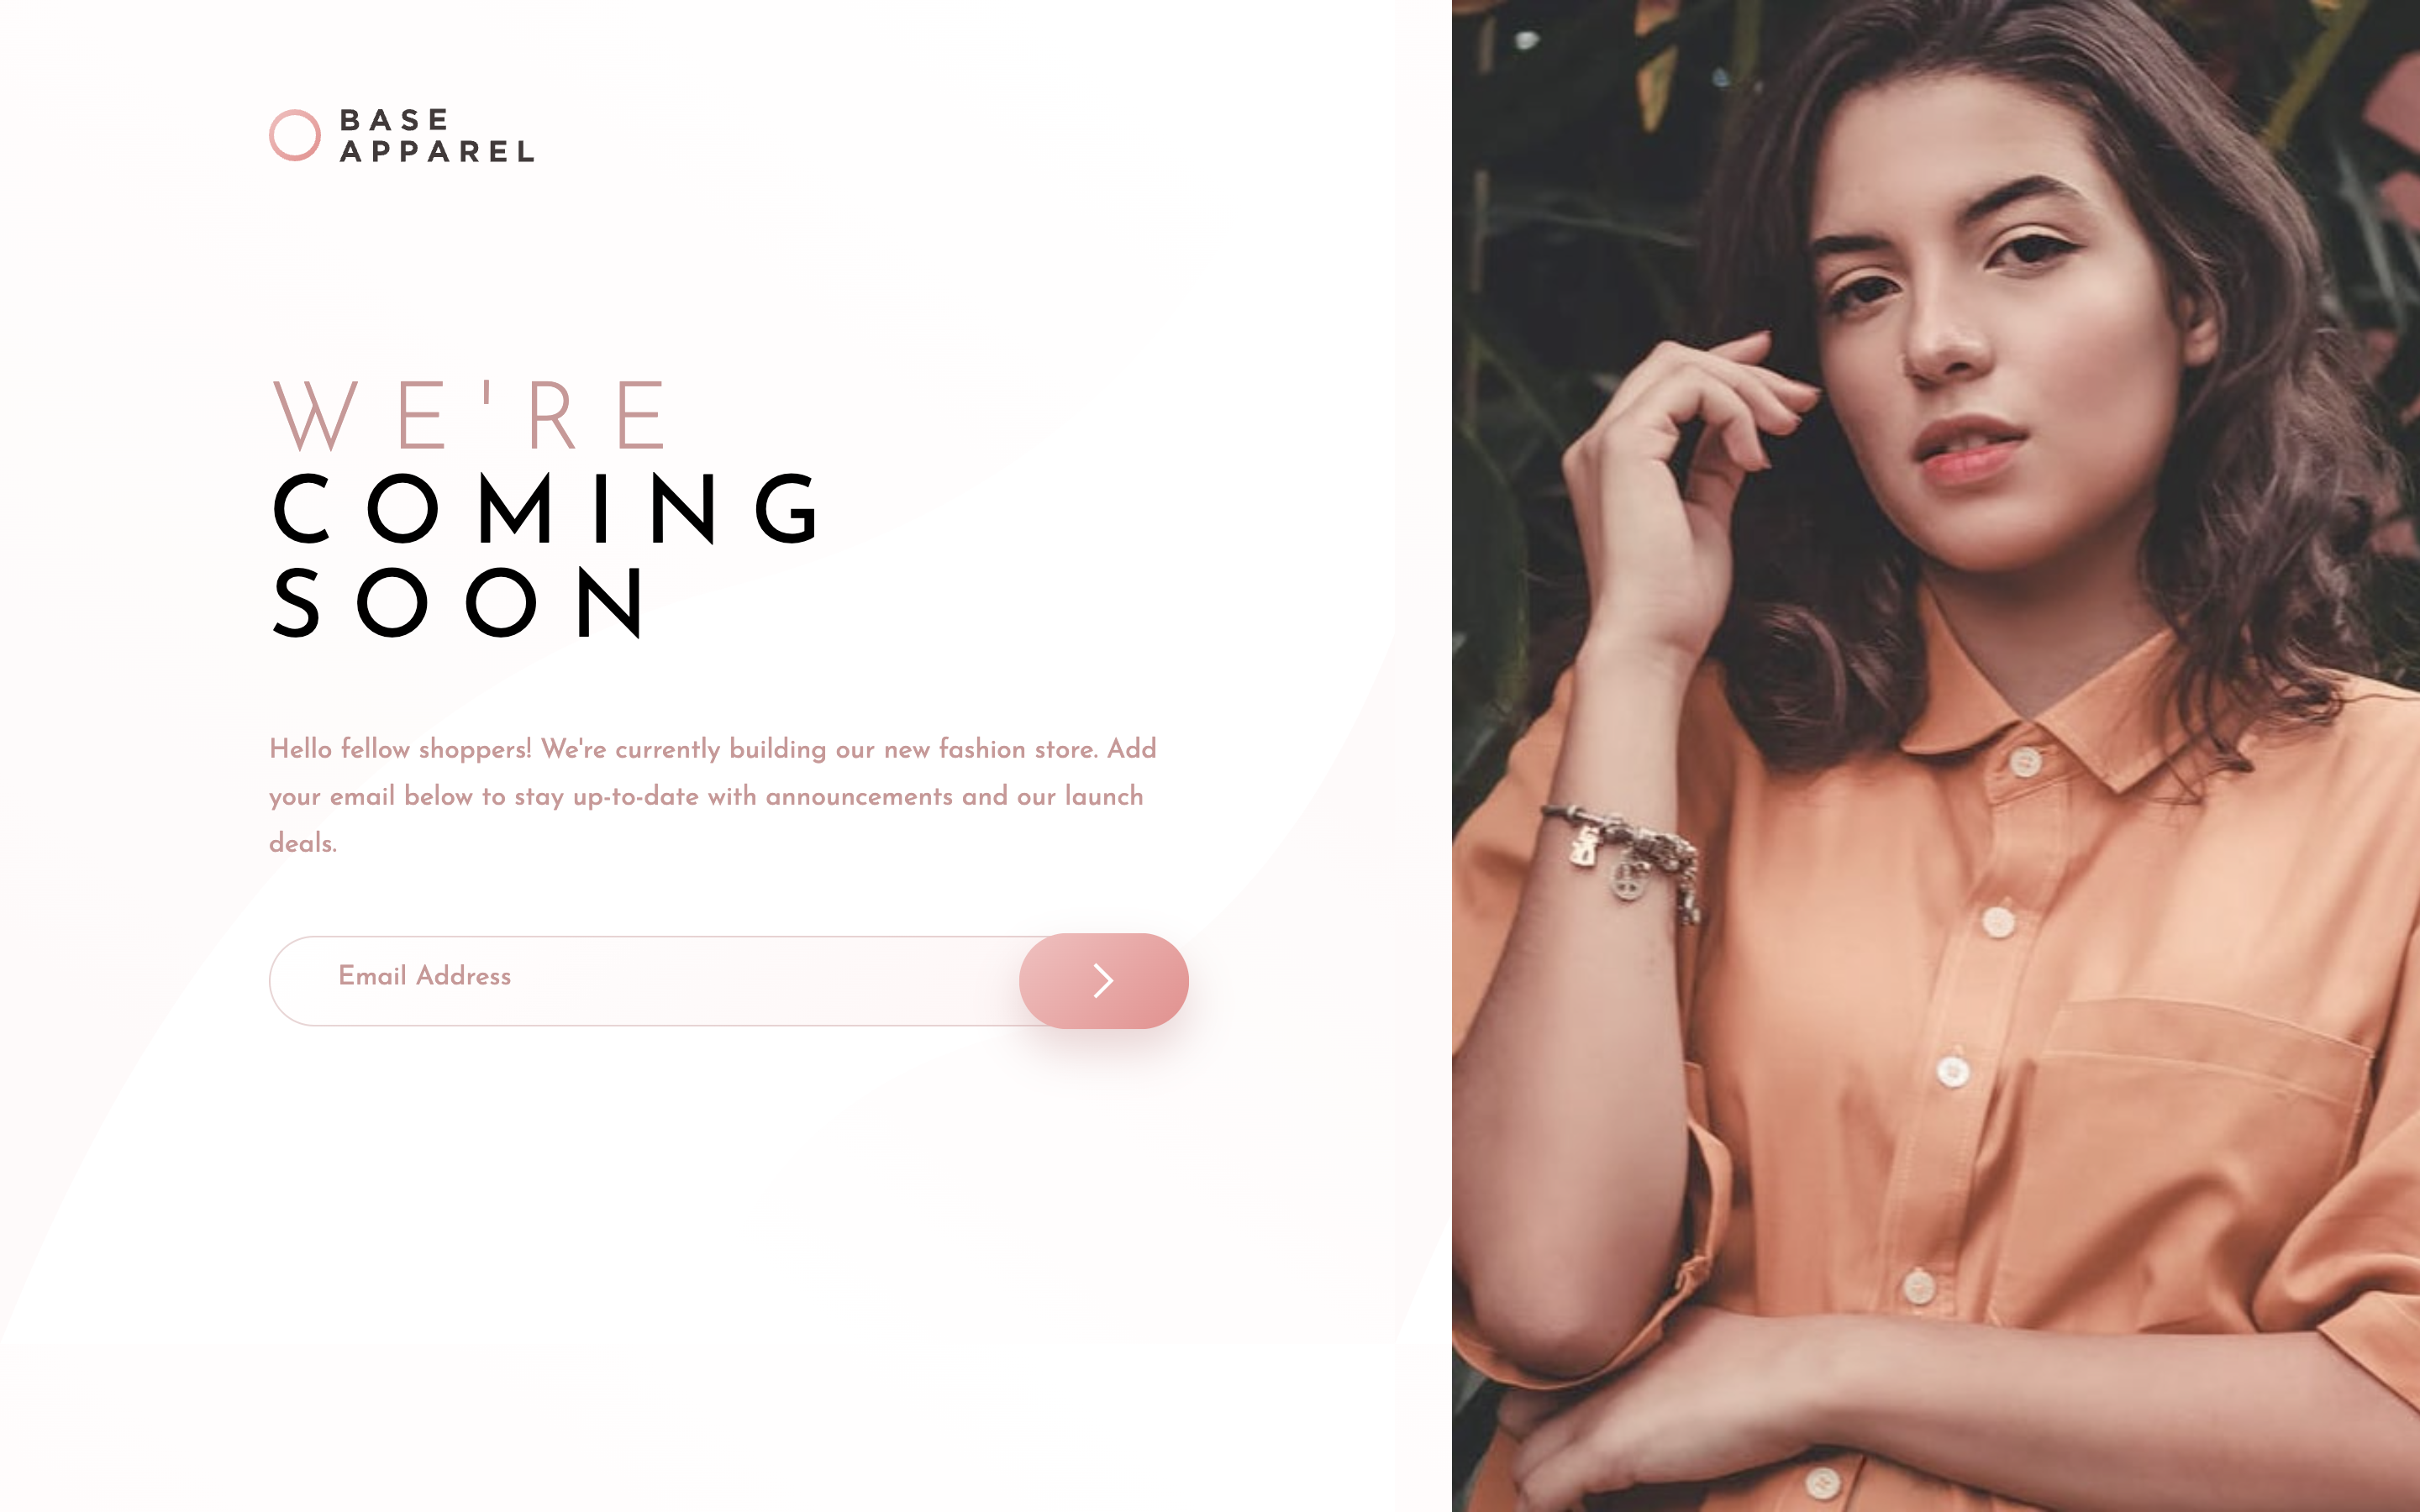 BASE
APPAREL
WE'RE
COMING
SOON
Hello fellow shoppers! We're currently building our new fashion store. Add
your email below to stay up-to-date with announcements and our launch
deals.
Email Address